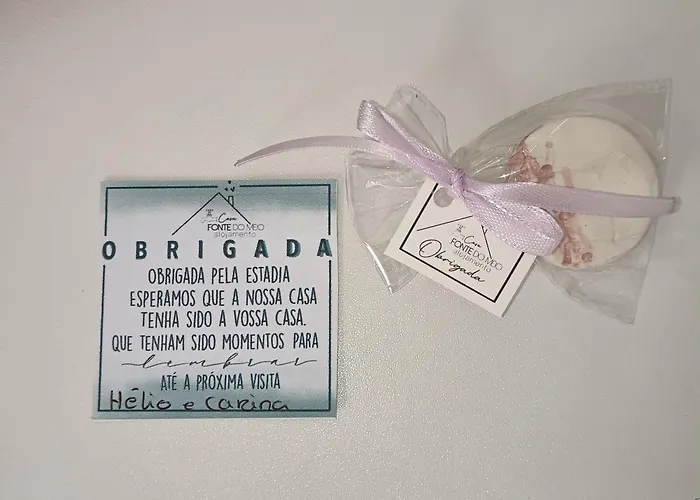 Casa
FONTE DO MEIO
alojamento
OBRIGADA
OBRIGADA PELA ESTADIA
ESPERAMOS QUE A NOSSA CASA
TENHA SIDO A VOSSA CASA.
QUE TENHAM SIDO MOMENTOS PARA
lembrar
ATÉ A PRÓXIMA VISITA
Hélio e Carina
Casa
FONTE DO MEIO
alojamento
Obrigada